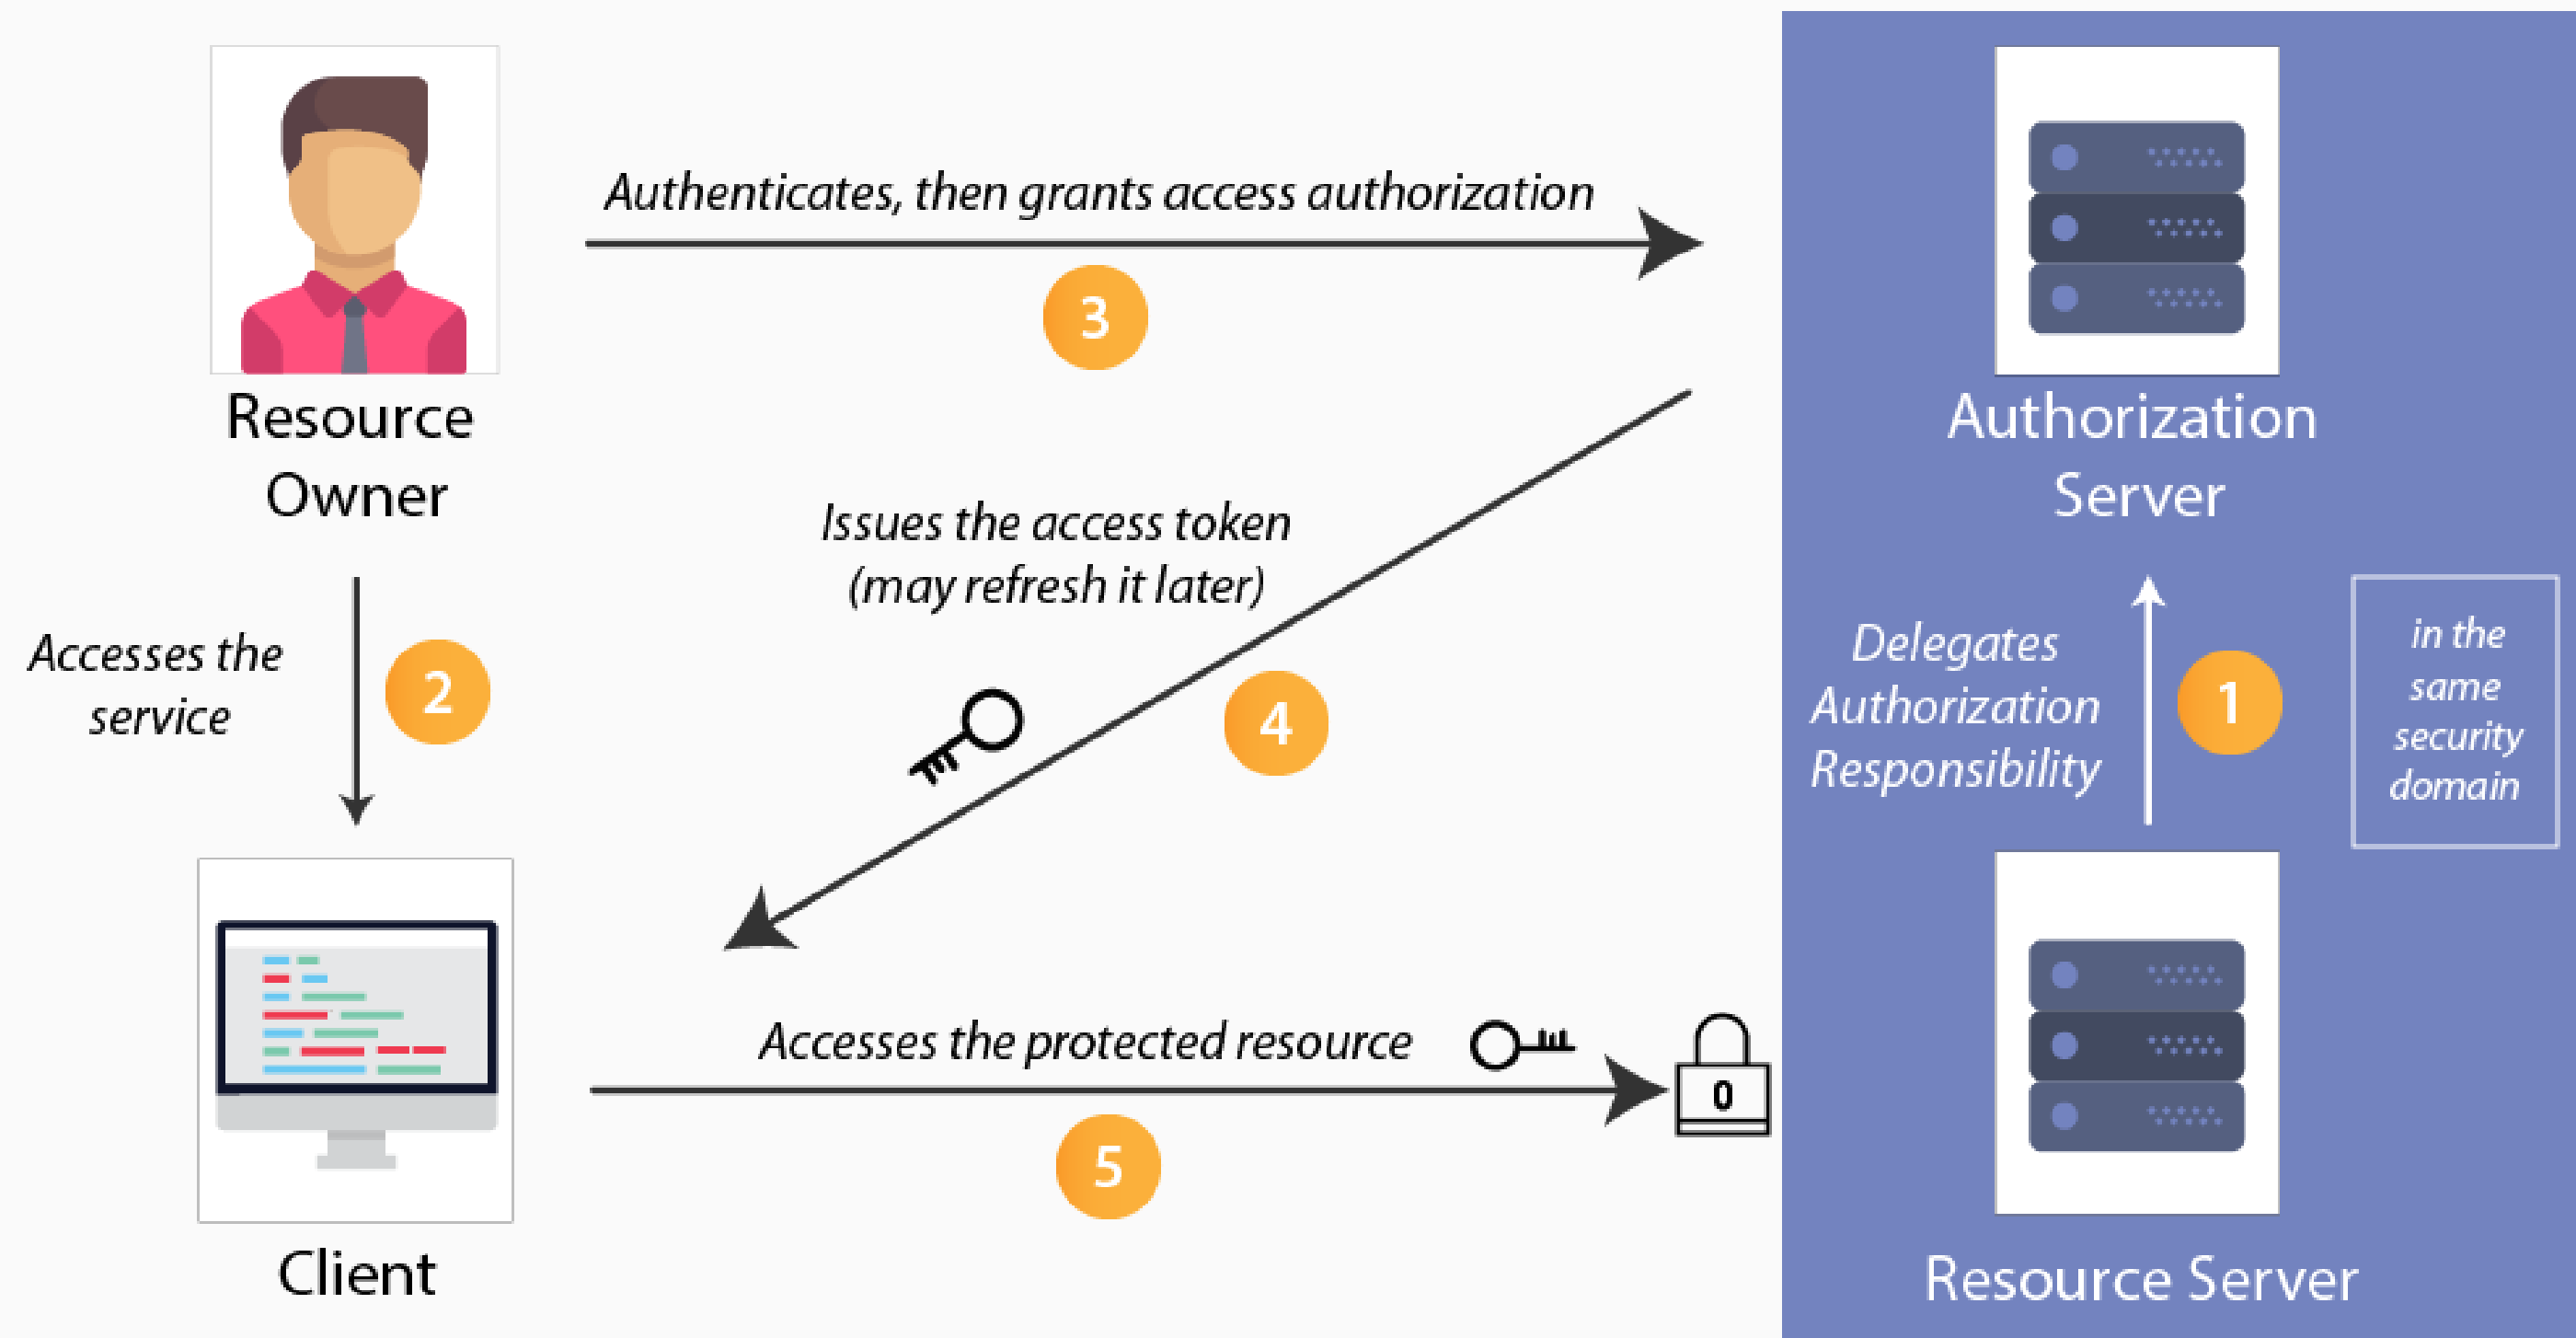 Authenticates, then grants access authorization
3
Resource
Owner
Authorization
Server
Issues the access token
(may refresh it later)
4
Accesses the
service
2
Delegates
Authorization
Responsibility
1
in the
same
security
domain
Accesses the protected resource
0
5
Client
Resource Server